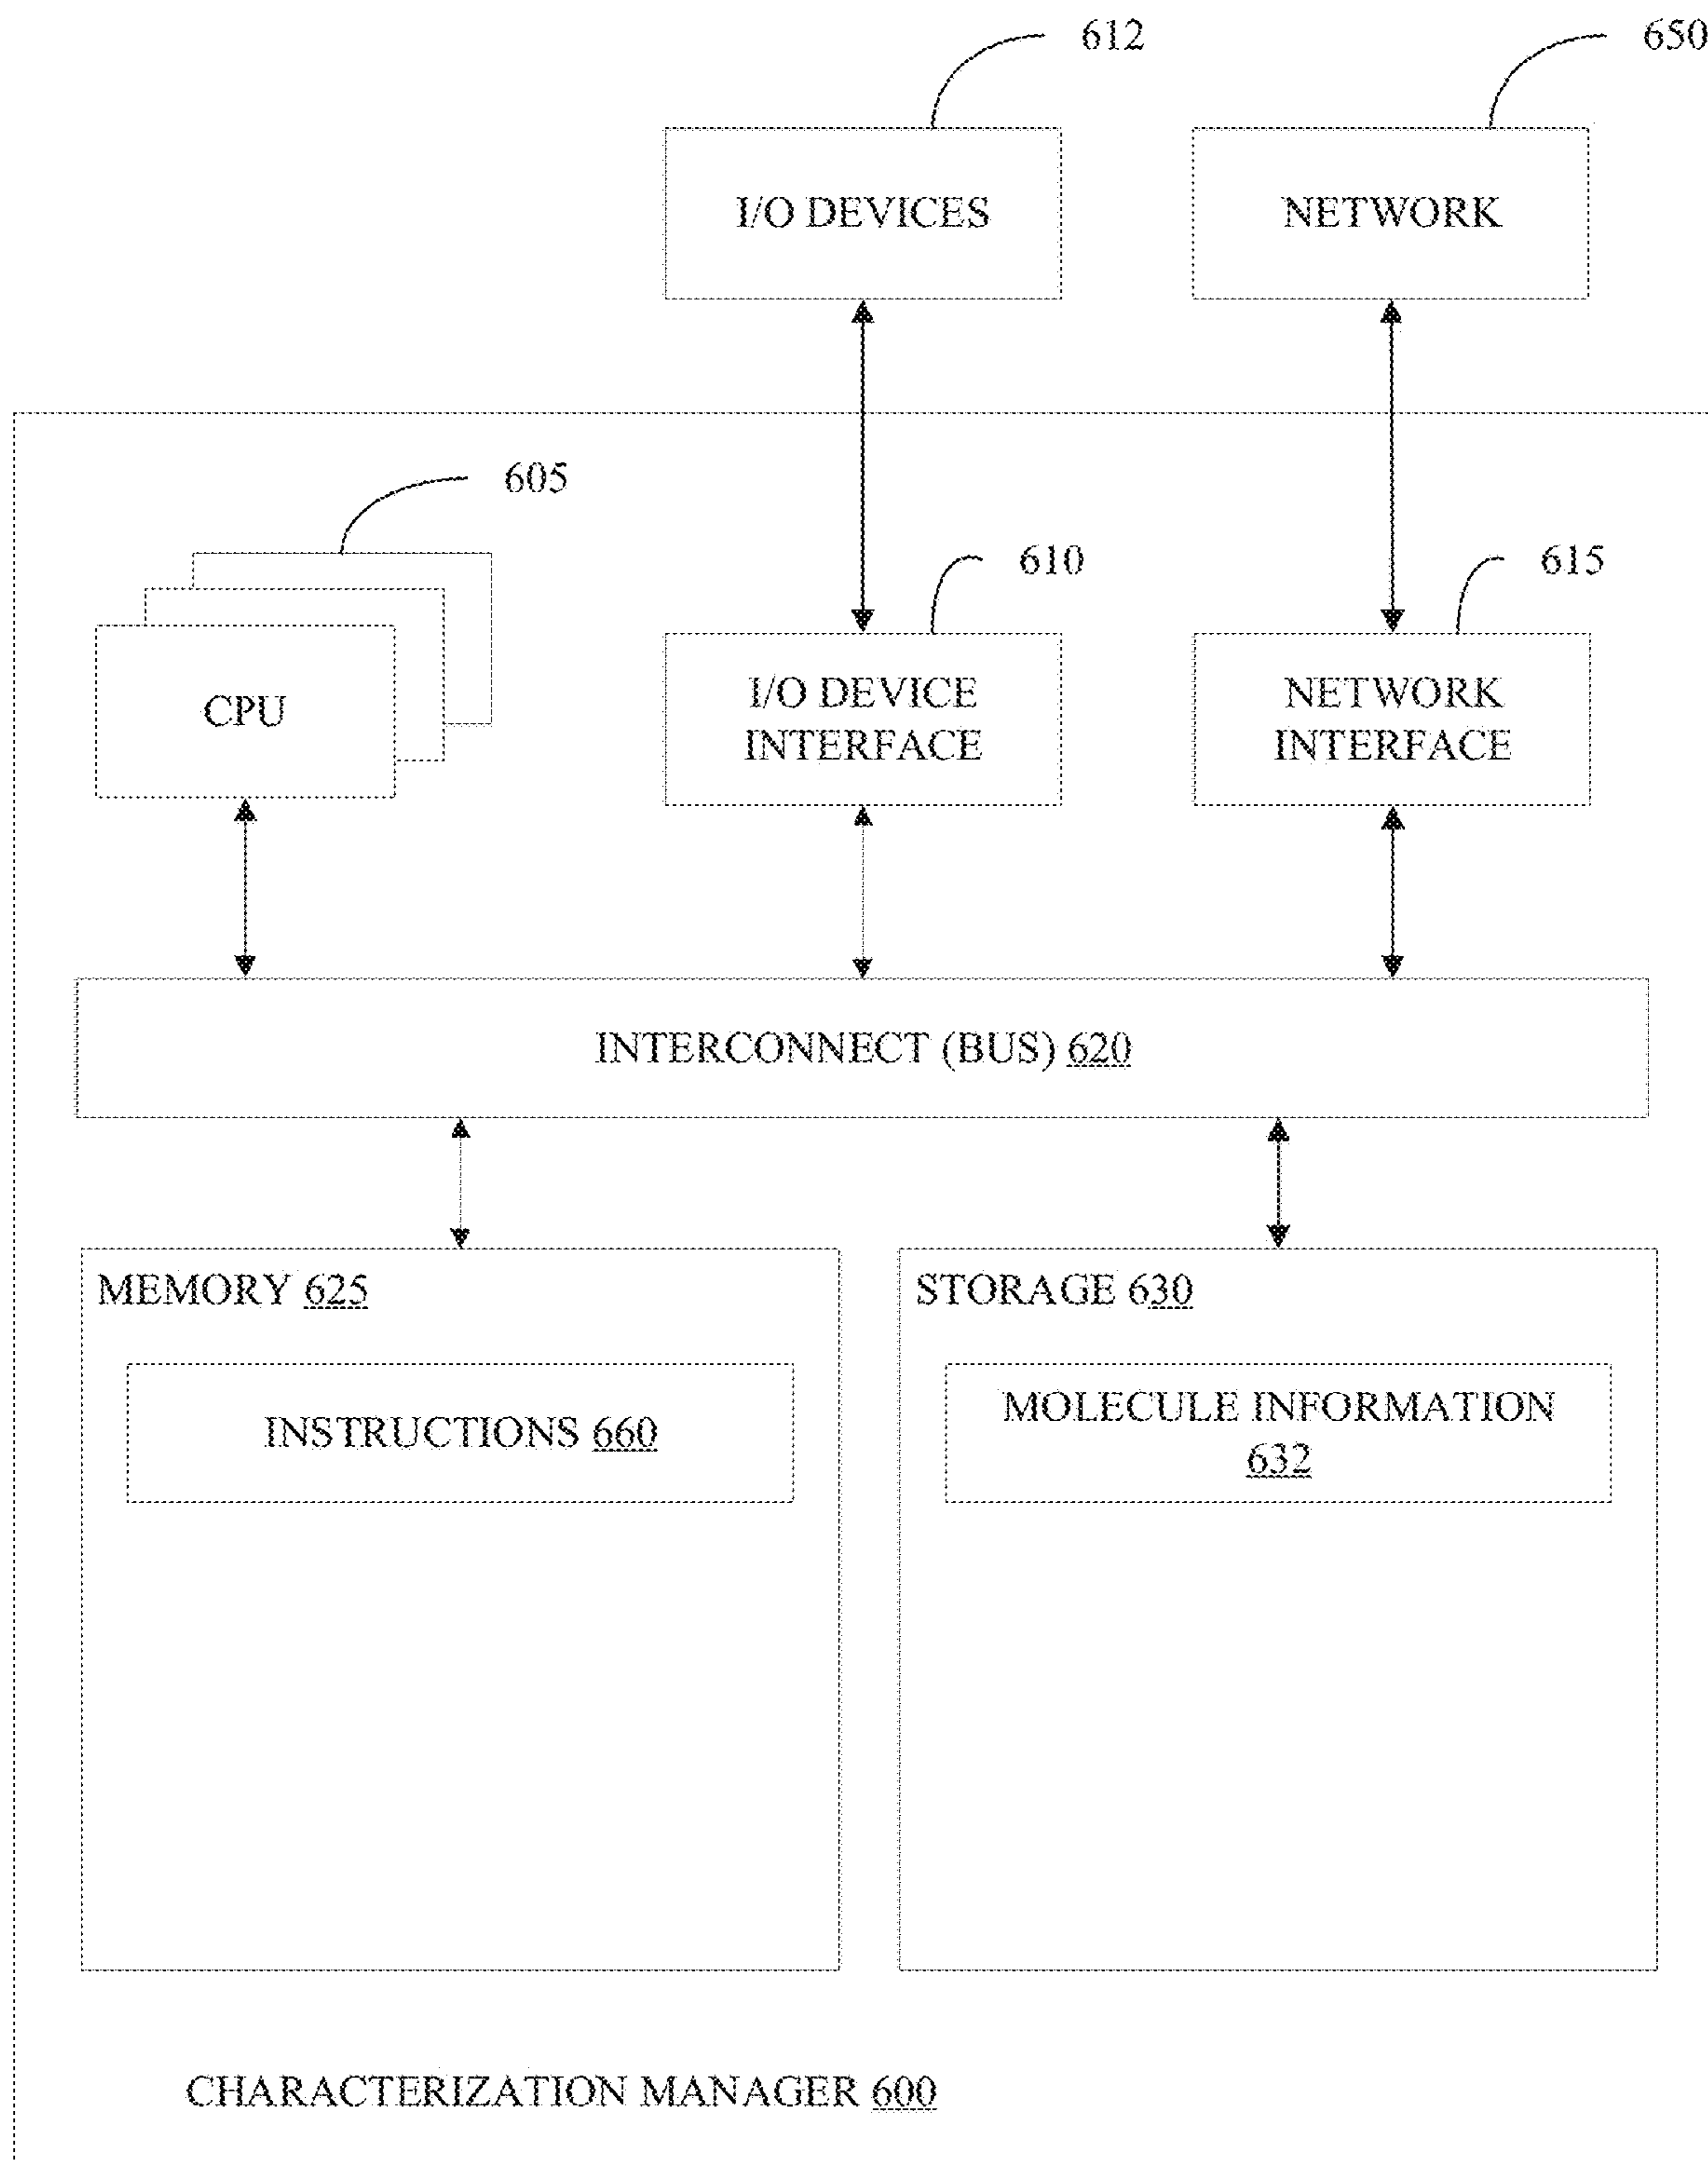 612
650
I/O DEVICES
NETWORK
605
610
615
CPU
I/O DEVICE
INTERFACE
NETWORK
INTERFACE
INTERCONNECT (BUS) 620
MEMORY 625
STORAGE 630
INSTRUCTIONS 660
MOLECULE INFORMATION
632
CHARACTERIZATION MANAGER 600